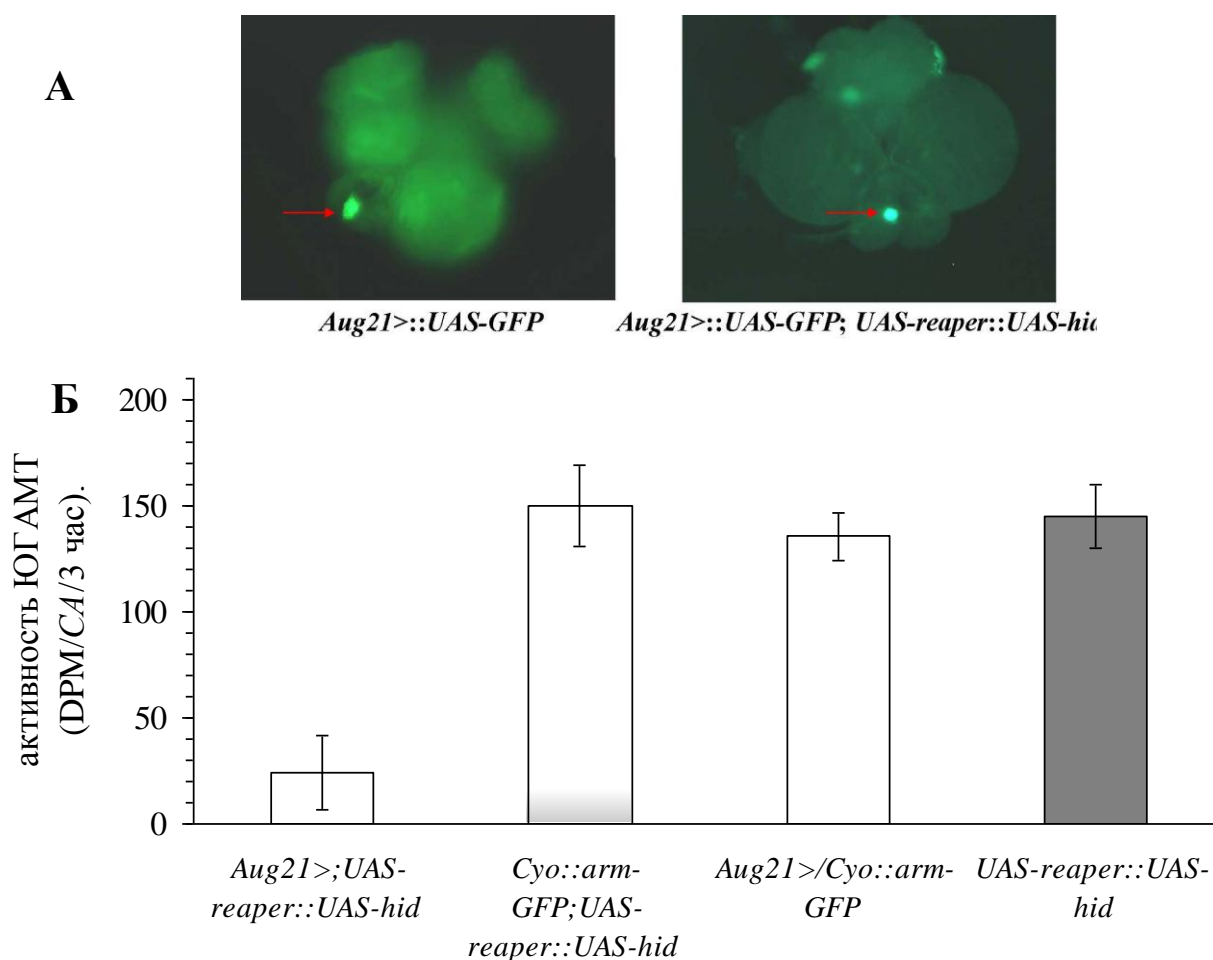 А
Aug21>::UAS-GFP
Aug21>::UAS-GFP; UAS-reaper::UAS-hid
Б
активность ЮГ АМТ
(DPM/CA/3 час).
200
150
100
50
0
Aug21>;UAS-
reaper::UAS-hid
Cyo::arm-
GFP;UAS-
reaper::UAS-hid
Aug21>/Cyo::arm-
GFP
UAS-reaper::UAS-
hid